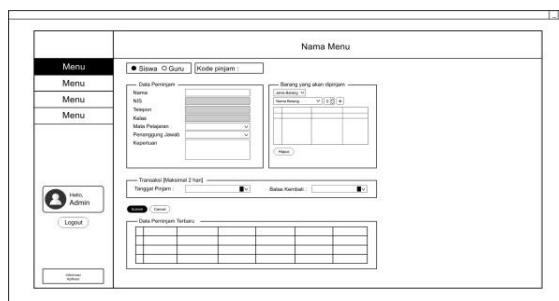 Nama Menu
Menu
Menu
Menu
Menu
Siswa Guru Kode pinjam :
Data Peminjam
Nama
NIS
Telepon
Kelas
Mata Pelajaran
Penanggung Jawab
Keperluan
Barang yang akan dipinjam
Jenis Barang
Nama Barang
Hapus
Transaksi [Maksimal 2 hari]
Tanggal Pinjam :
Batas Kembali :
Submit
Cancel
Data Peminjam Terbaru
Hello,
Admin
Logout
Informasi
Aplikasi